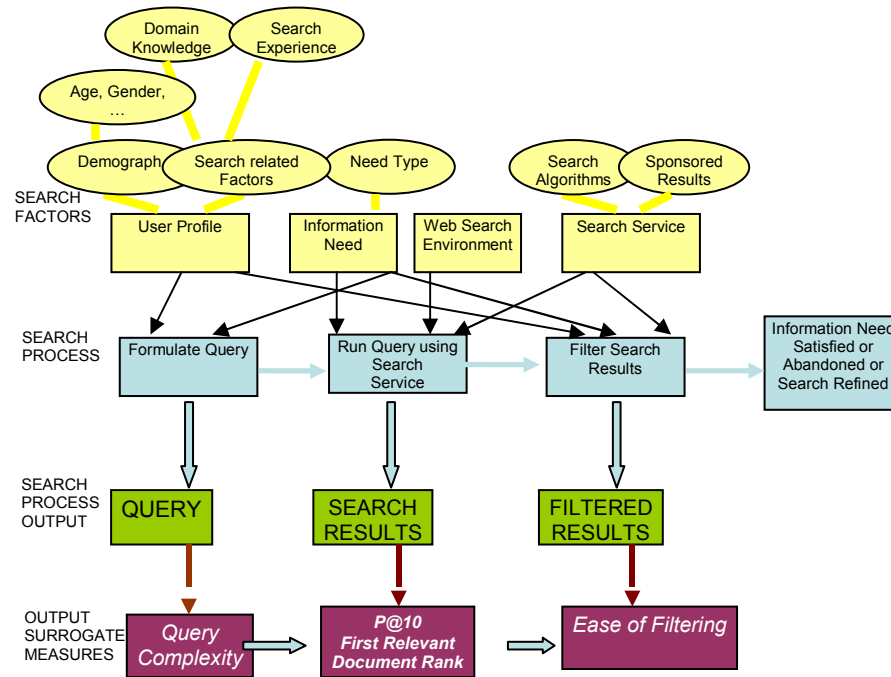 Domain
Knowledge
Search
Experience
Age, Gender,
…
Demograph
Search related
Factors
Need Type
Search
Algorithms
Sponsored
Results
SEARCH
FACTORS
User Profile
Information
Need
Web Search
Environment
Search Service
SEARCH
PROCESS
Formulate Query
Run Query using
Search
Service
Filter Search
Results
Information Need
Satisfied or
Abandoned or
Search Refined
SEARCH
PROCESS
OUTPUT
QUERY
SEARCH
RESULTS
FILTERED
RESULTS
OUTPUT
SURROGATE
MEASURES
Query
Complexity
P@10
First Relevant
Document Rank
Ease of Filtering